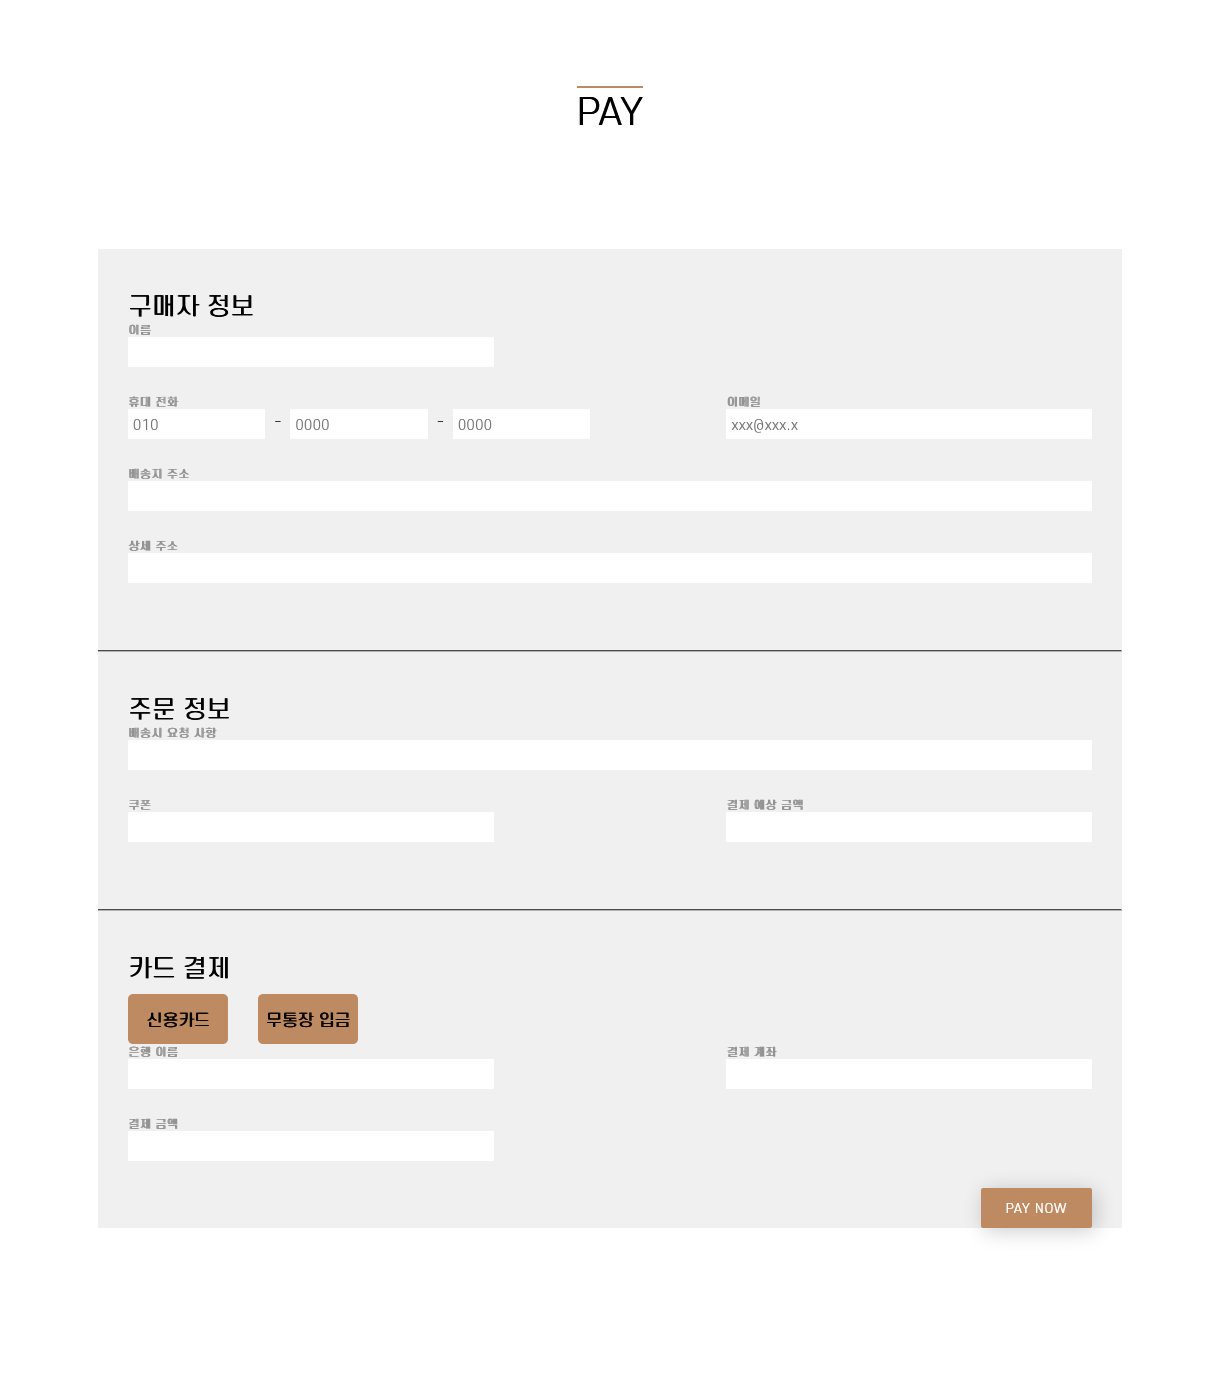 PAY
구매자 정보
이름
휴대 전화
이메일
010 - 0000 - 0000
xxx@xxx.x
배송지 주소
상세 주소
주문 정보
배송시 요청 사항
쿠폰
결제 예상 금액
카드 결제
신용카드
무통장 입금
은행 이름
결제 계좌
결제 금액
PAY NOW